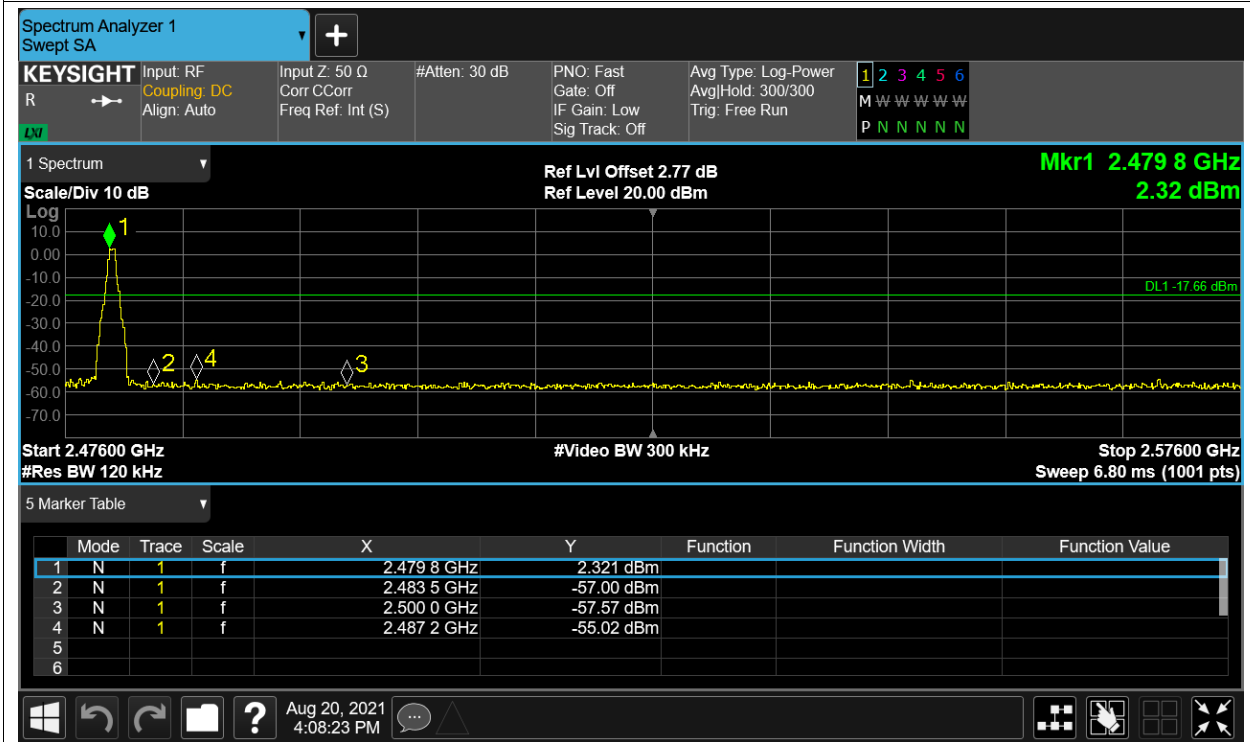 Spectrum Analyzer 1
Swept SA
+
KEYSIGHT Input: RF Input Z: 50 Ω #Atten: 30 dB PNO: Fast Avg Type: Log-Power 1 2 3 4 5 6
R Coupling: DC Corr CCorr Gate: Off Avg|Hold: 300/300 M W W W W W
Align: Auto Freq Ref: Int (S) IF Gain: Low Trig: Free Run
LXI Sig Track: Off P N N N N N
1 Spectrum Ref Lvl Offset 2.77 dB Mkr1 2.479 8 GHz
Scale/Div 10 dB Ref Level 20.00 dBm 2.32 dBm
Log
10.0
1
0.00
-10.0
DL1 -17.66 dBm
-20.0
-30.0
-40.0
2 4 3
-50.0
-60.0
-70.0
Start 2.47600 GHz #Video BW 300 kHz Stop 2.57600 GHz
#Res BW 120 kHz Sweep 6.80 ms (1001 pts)
5 Marker Table
Mode Trace Scale X Y Function Function Width Function Value
1 N 1 f 2.479 8 GHz 2.321 dBm
2 N 1 f 2.483 5 GHz -57.00 dBm
3 N 1 f 2.500 0 GHz -57.57 dBm
4 N 1 f 2.487 2 GHz -55.02 dBm
5
6
? Aug 20, 2021
4:08:23 PM